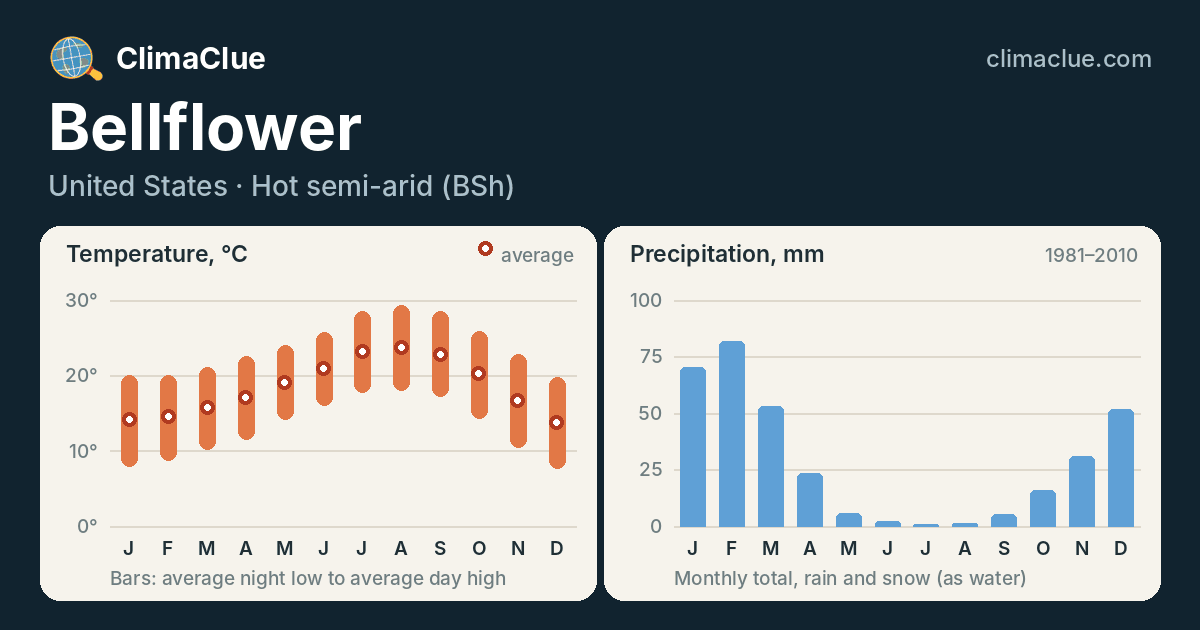 ClimaClue
climaclue.com
Bellflower
United States · Hot semi-arid (BSh)
Temperature, °C
average
30°
20°
10°
0°
J F M A M J J A S O N D
Bars: average night low to average day high
Precipitation, mm
1981–2010
100
75
50
25
0
J F M A M J J A S O N D
Monthly total, rain and snow (as water)